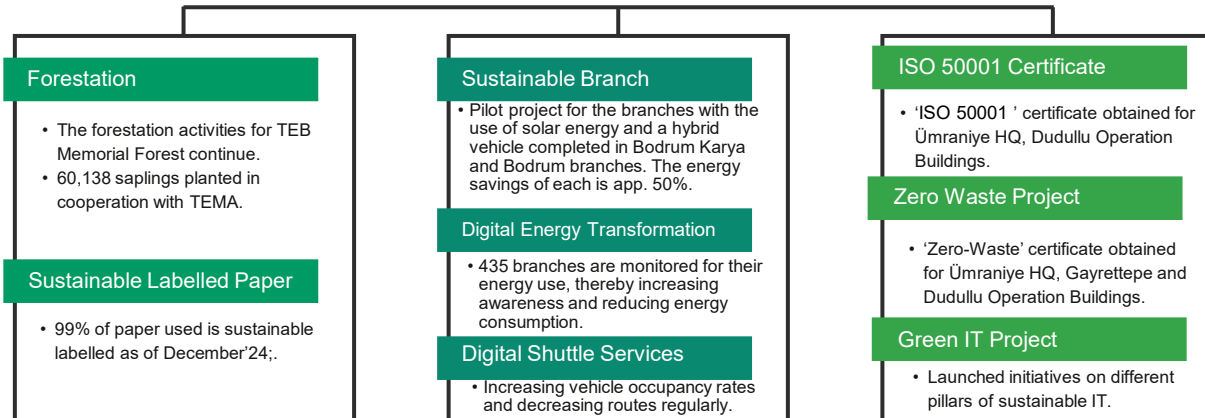 Forestation
• The forestation activities for TEB
Memorial Forest continue.
• 60,138 saplings planted in
cooperation with TEMA.
Sustainable Labelled Paper
• 99% of paper used is sustainable
labelled as of December'24;.
Sustainable Branch
• Pilot project for the branches with the
use of solar energy and a hybrid
vehicle completed in Bodrum Karya
and Bodrum branches. The energy
savings of each is app. 50%.
Digital Energy Transformation
• 435 branches are monitored for their
energy use, thereby increasing
awareness and reducing energy
consumption.
Digital Shuttle Services
• Increasing vehicle occupancy rates
and decreasing routes regularly.
ISO 50001 Certificate
• 'ISO 50001 ' certificate obtained for
Ümraniye HQ, Dudullu Operation
Buildings.
Zero Waste Project
• 'Zero-Waste' certificate obtained
for Ümraniye HQ, Gayrettepe and
Dudullu Operation Buildings.
Green IT Project
• Launched initiatives on different
pillars of sustainable IT.